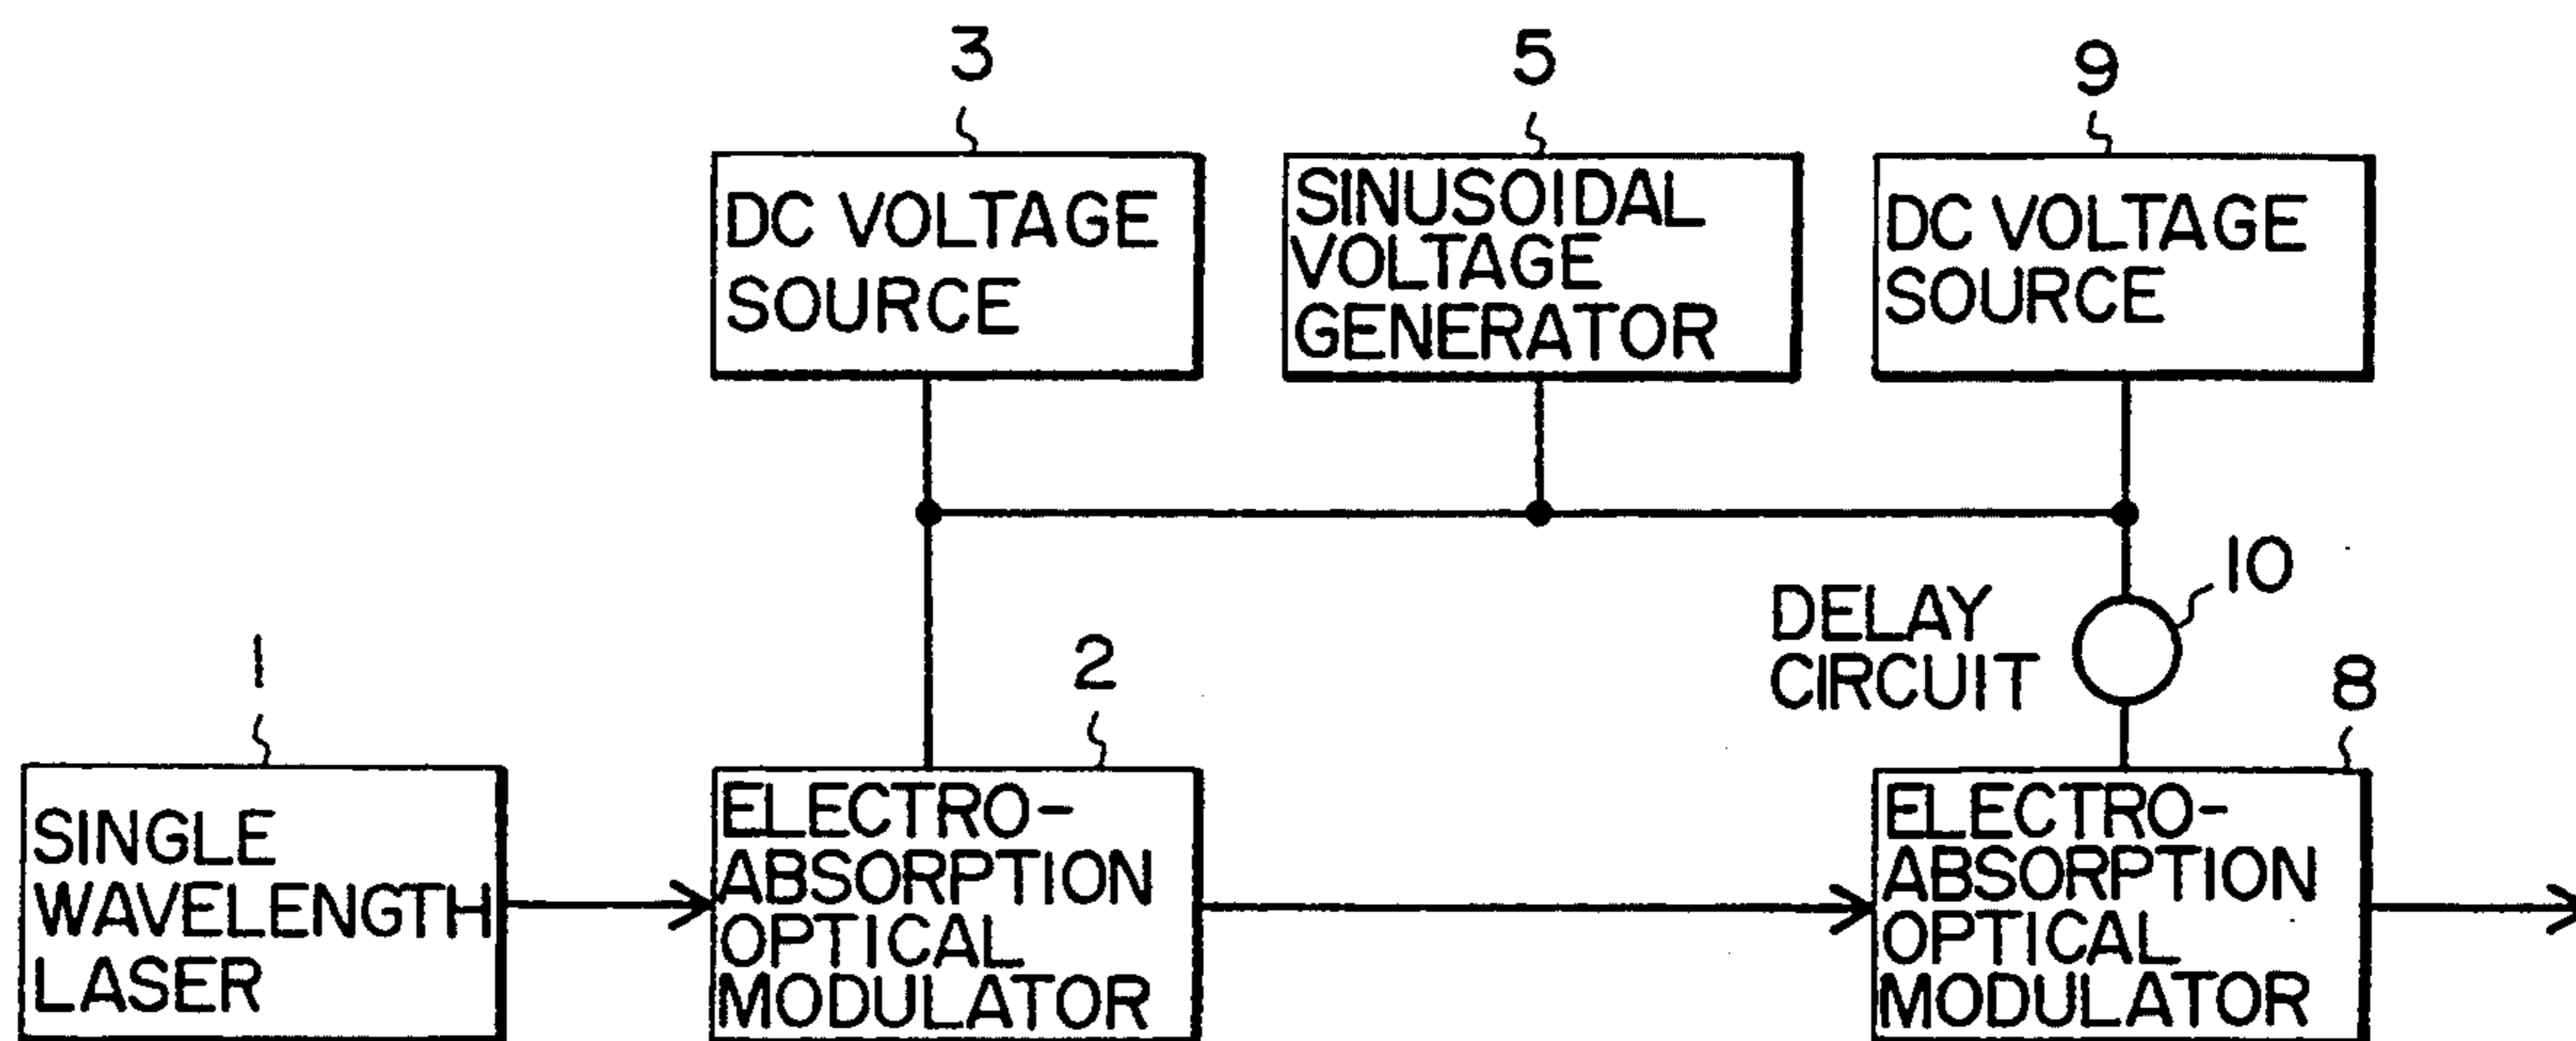 3
5
9
DC VOLTAGE
SOURCE
SINUSOIDAL
VOLTAGE
GENERATOR
DC VOLTAGE
SOURCE
10
DELAY
CIRCUIT
1
2
8
SINGLE
WAVELENGTH
LASER
ELECTRO-
ABSORPTION
OPTICAL
MODULATOR
ELECTRO-
ABSORPTION
OPTICAL
MODULATOR